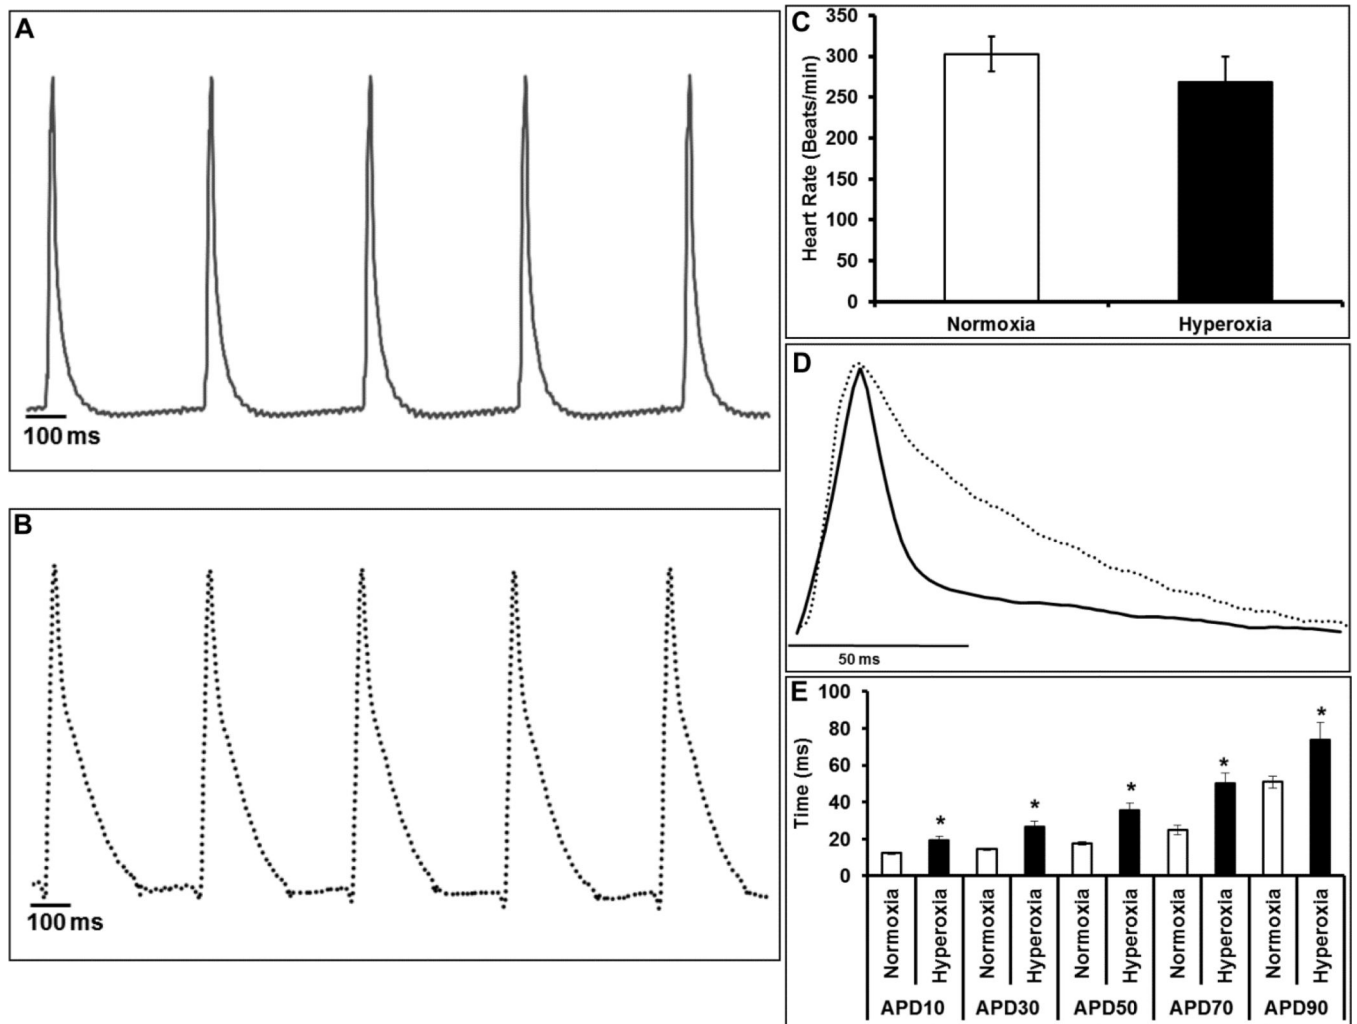 A
100 ms
B
100 ms
C
350
300
250
200
150
100
50
0
Heart Rate (Beats/min)
Normoxia Hyperoxia
D
50 ms
E
100
80
60
40
20
0
Time (ms)
* * * * *
Normoxia Hyperoxia Normoxia Hyperoxia Normoxia Hyperoxia Normoxia Hyperoxia Normoxia Hyperoxia
APD10 APD30 APD50 APD70 APD90